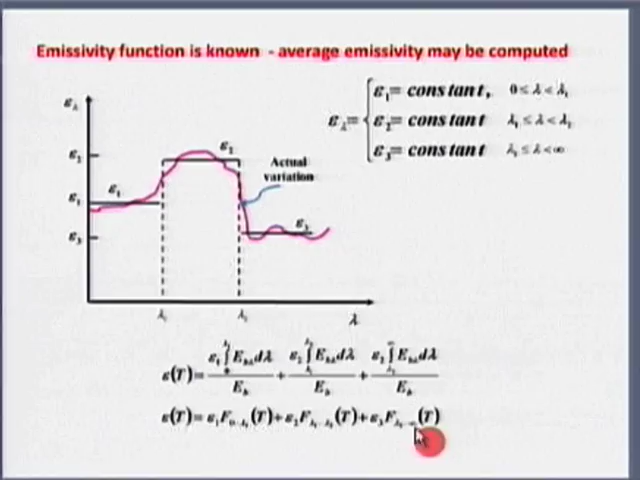 Emissivity function is known - average emissivity may be computed
ε₁= constant, 0 ≤ λ < λ₁
ε_λ= ε₂= constant λ₁ ≤ λ < λ₂
ε₃= constant λ₂ ≤ λ < ∞
ε_λ
ε₂
ε₁
ε₃
ε₁
ε₂
Actual
variation
ε₃
λ₁
λ₂
λ
ε(T)= ε₁∫E_bλ dλ / E_b + ε₂∫E_bλ dλ / E_b + ε₃∫E_bλ dλ / E_b
ε(T)= ε₁F₀₋λ₁(T)+ε₂F_λ₁₋λ₂(T)+ε₃F_λ₂₋∞(T)